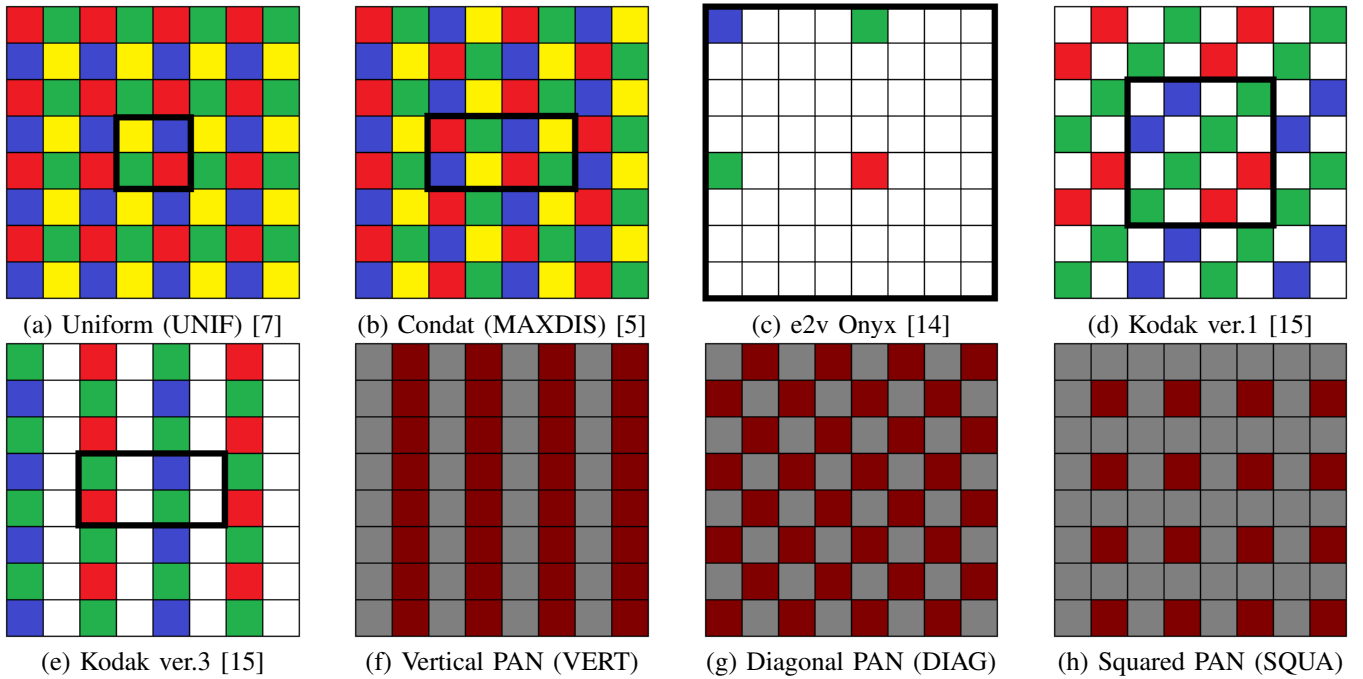 (a) Uniform (UNIF) [7]
(b) Condat (MAXDIS) [5]
(c) e2v Onyx [14]
(d) Kodak ver.1 [15]
(e) Kodak ver.3 [15]
(f) Vertical PAN (VERT)
(g) Diagonal PAN (DIAG)
(h) Squared PAN (SQUA)